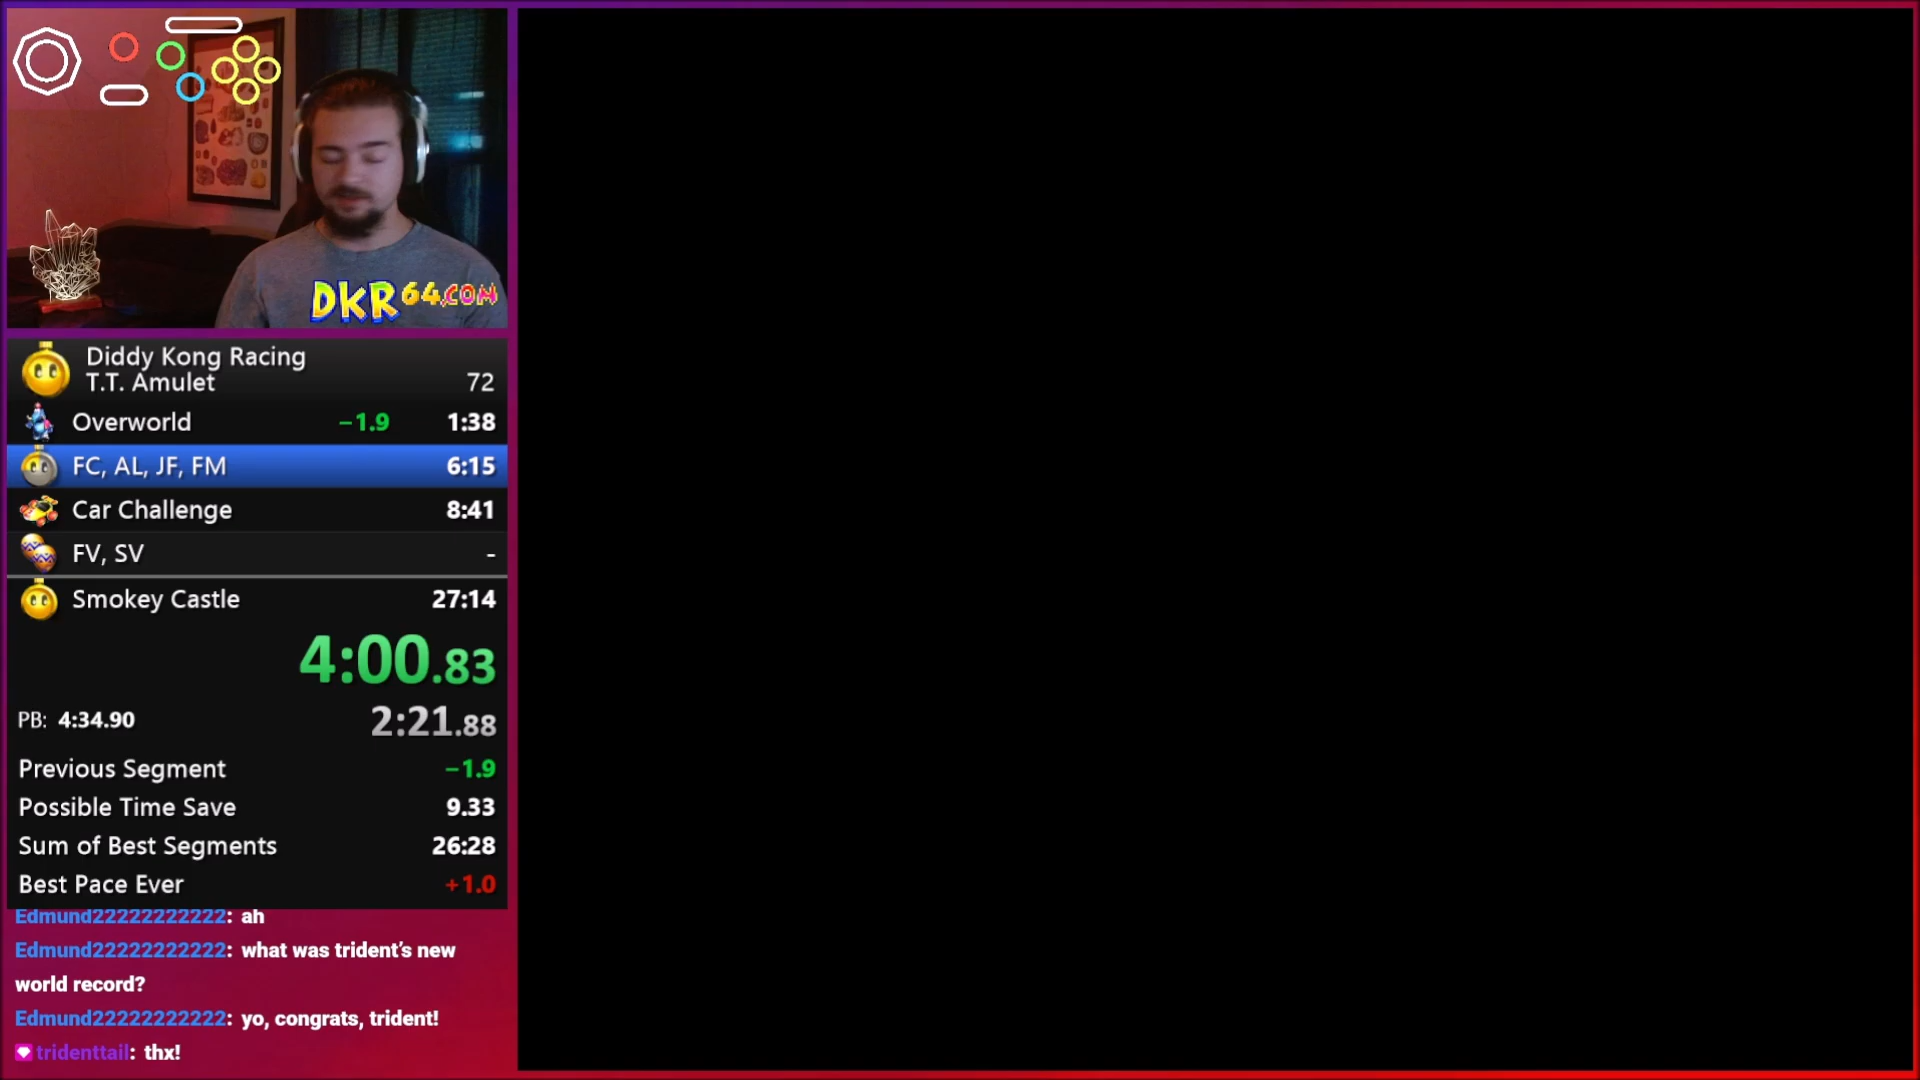 DKR64.COM
Diddy Kong Racing
T.T. Amulet 72
Overworld −1.9 1:38
FC, AL, JF, FM 6:15
Car Challenge 8:41
FV, SV -
Smokey Castle 27:14
4:00.83
PB: 4:34.90 2:21.88
Previous Segment −1.9
Possible Time Save 9.33
Sum of Best Segments 26:28
Best Pace Ever +1.0
Edmund22222222222: ah
Edmund22222222222: what was trident's new
world record?
Edmund22222222222: yo, congrats, trident!
tridenttail: thx!